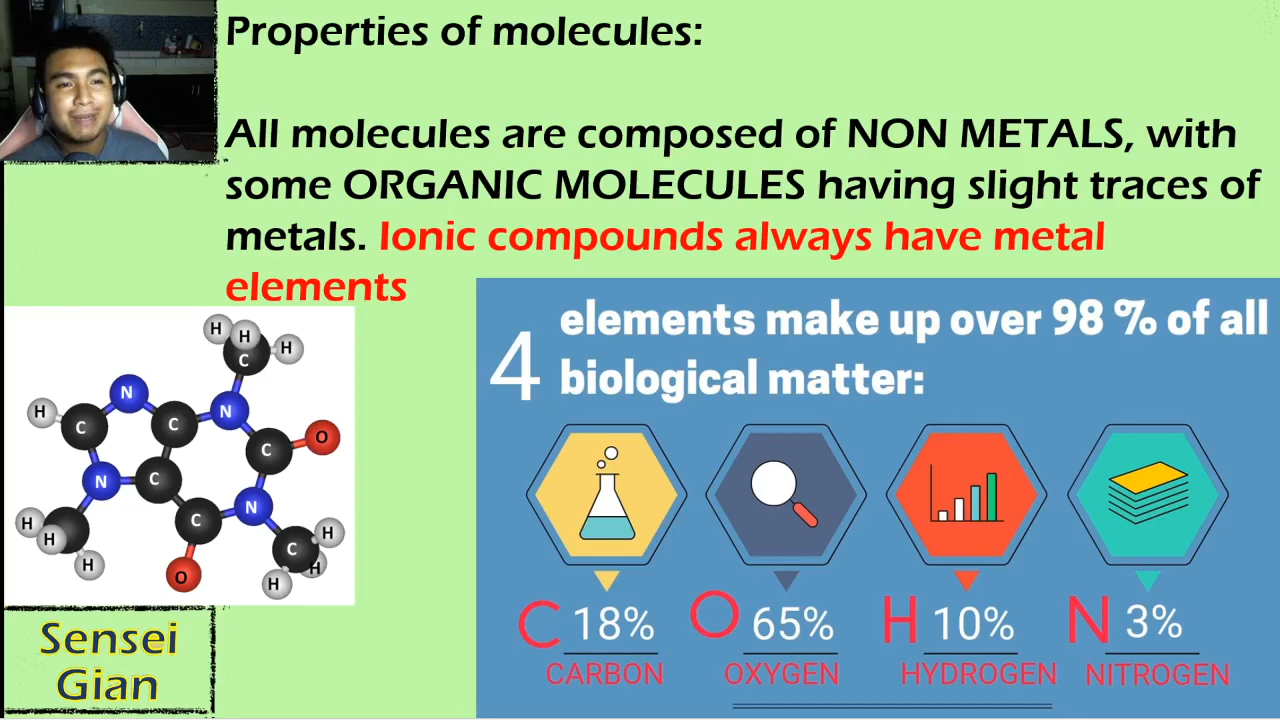 Properties of molecules:
All molecules are composed of NON METALS, with
some ORGANIC MOLECULES having slight traces of
metals. Ionic compounds always have metal
elements
H H H
C
N N
H C C C O
N C N
C
H H H
O
C H H H
4 elements make up over 98 % of all
biological matter:
C 18% O 65% H 10% N 3%
CARBON OXYGEN HYDROGEN NITROGEN
Sensei
Gian